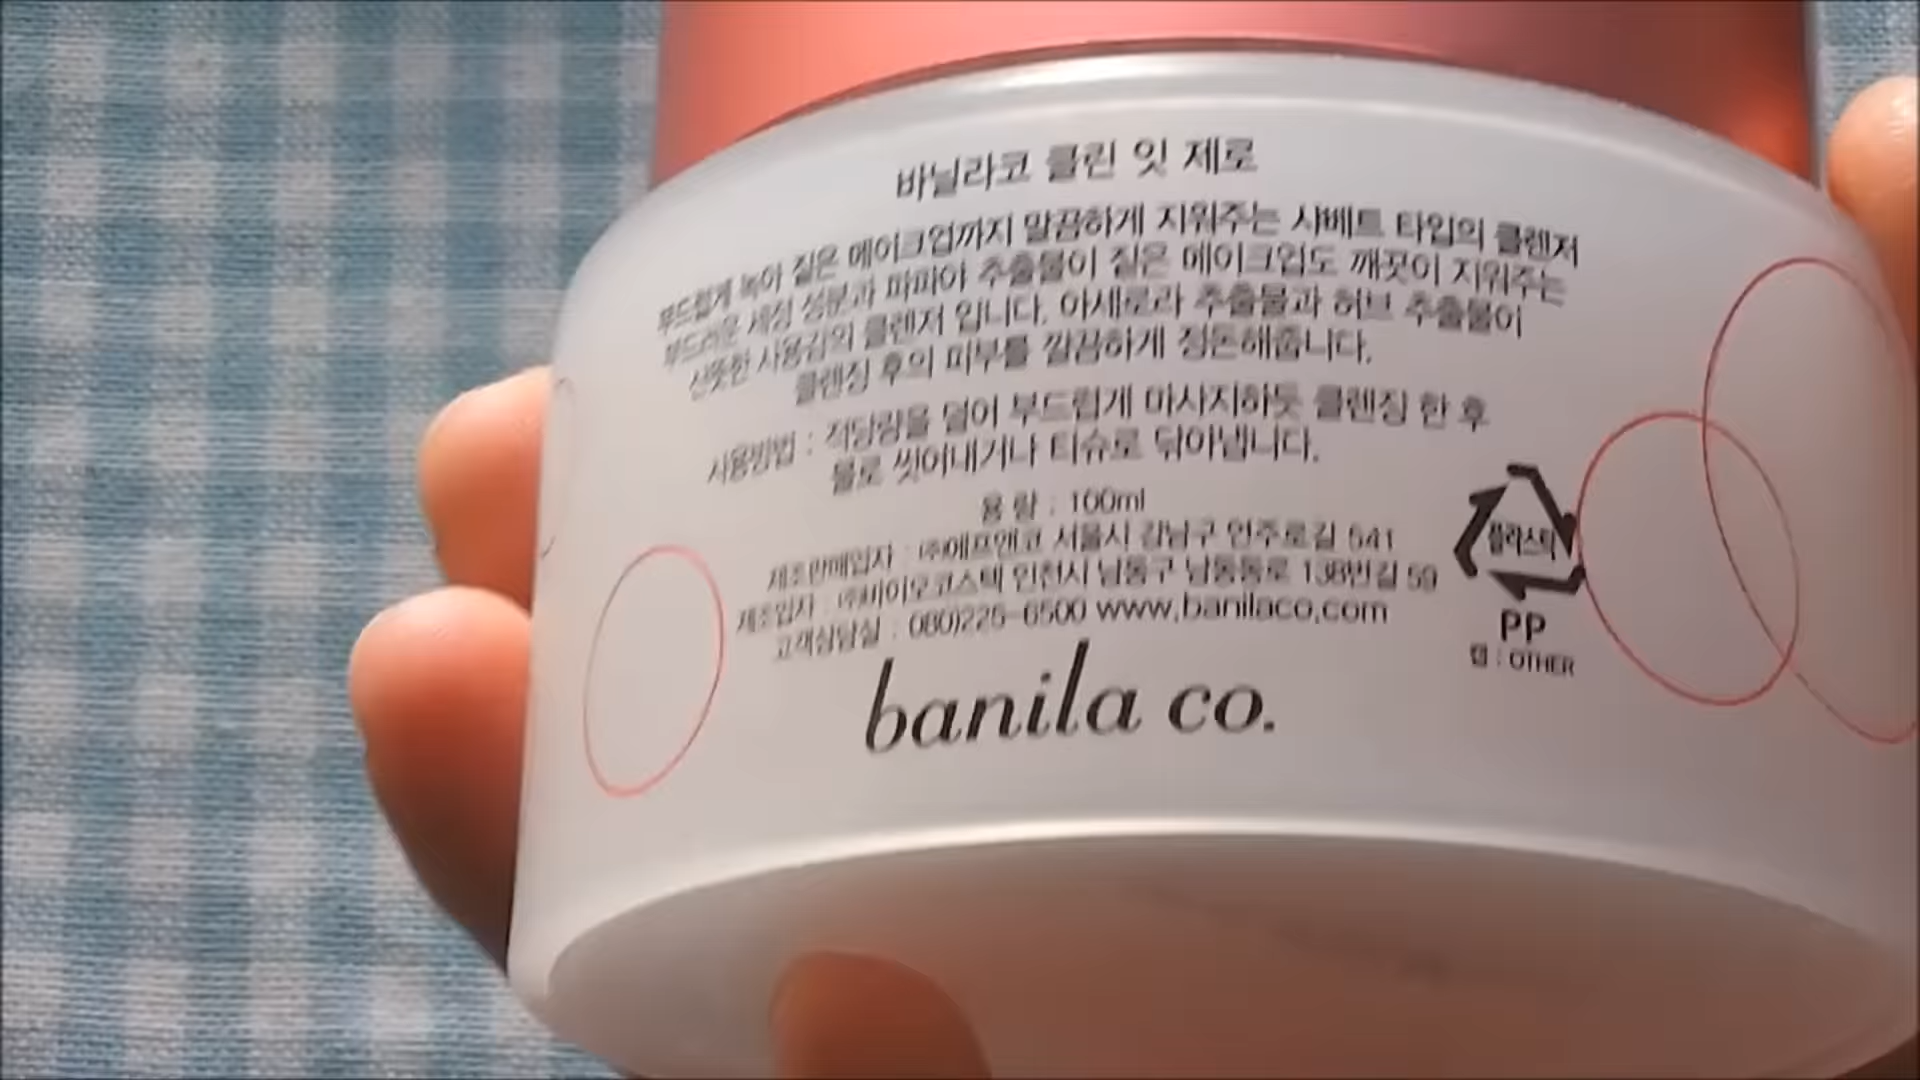 바닐라코 클린 잇 제로
부드럽게 녹아 짙은 메이크업까지 말끔하게 지워주는 샤베트 타입의 클렌저
부드러운 세정 성분과 파파야 추출물이 짙은 메이크업도 깨끗이 지워주는
산뜻한 사용감의 클렌저 입니다. 아세로라 추출물과 허브 추출물이
클렌징 후의 피부를 깔끔하게 정돈해줍니다.
사용방법 : 적당량을 덜어 부드럽게 마사지하듯 클렌징 한 후
물로 씻어내거나 티슈로 닦아냅니다.
용 량 : 100ml
제조판매업자 : ㈜에프앤코 서울시 강남구 언주로길 541
제조업자 : ㈜바이오코스텍 인천시 남동구 남동동로 138번길 59
고객상담실 : 080)225-6500 www.banilaco.com
banila co.
플라스틱
PP
캡 : OTHER